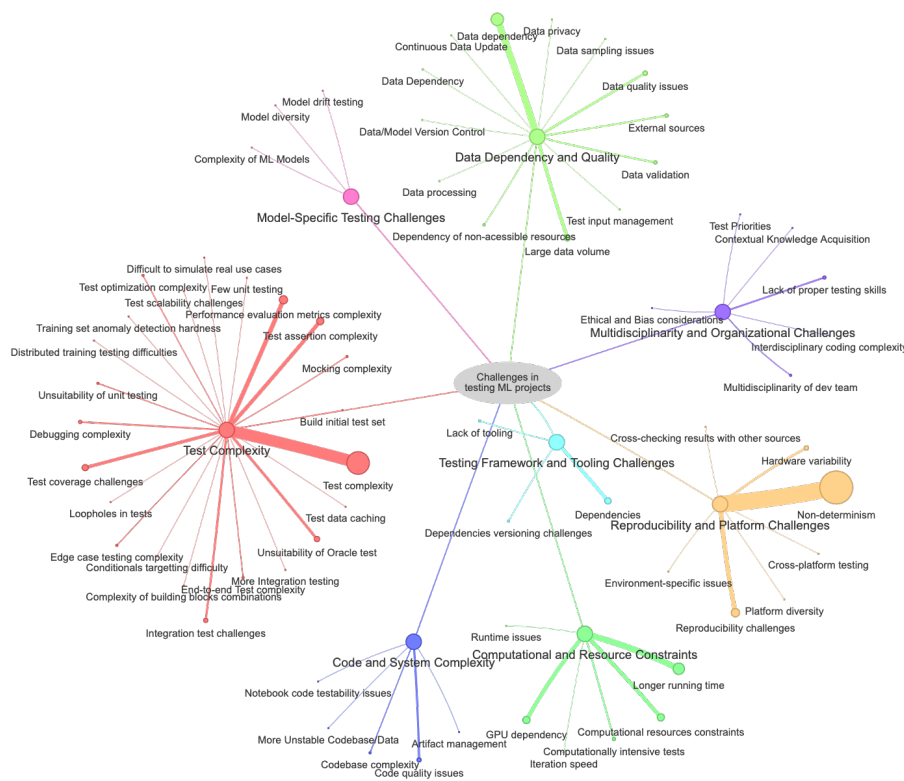 Data dependency
Data privacy
Continuous Data Update
Data sampling issues
Data Dependency
Data quality issues
Data/Model Version Control
External sources
Data Dependency and Quality
Data validation
Data processing
Test input management
Dependency of non-acessible resources
Large data volume
Model drift testing
Model diversity
Complexity of ML Models
Model-Specific Testing Challenges
Test Priorities
Contextual Knowledge Acquisition
Lack of proper testing skills
Ethical and Bias considerations
Multidisciplinarity and Organizational Challenges
Interdisciplinary coding complexity
Multidisciplinarity of dev team
Difficult to simulate real use cases
Test optimization complexity
Few unit testing
Test scalability challenges
Performance evaluation metrics complexity
Training set anomaly detection hardness
Test assertion complexity
Distributed training testing difficulties
Mocking complexity
Unsuitability of unit testing
Build initial test set
Debugging complexity
Test Complexity
Test coverage challenges
Test complexity
Loopholes in tests
Test data caching
Edge case testing complexity
Unsuitability of Oracle test
Conditionals targetting difficulty
More Integration testing
End-to-end Test complexity
Complexity of building blocks combinations
Integration test challenges
Challenges in
testing ML projects
Lack of tooling
Testing Framework and Tooling Challenges
Dependencies
Dependencies versioning challenges
Cross-checking results with other sources
Hardware variability
Non-determinism
Reproducibility and Platform Challenges
Cross-platform testing
Environment-specific issues
Platform diversity
Reproducibility challenges
Runtime issues
Computational and Resource Constraints
Longer running time
GPU dependency
Computational resources constraints
Computationally intensive tests
Iteration speed
Code and System Complexity
Notebook code testability issues
More Unstable Codebase/Data
Artifact management
Codebase complexity
Code quality issues